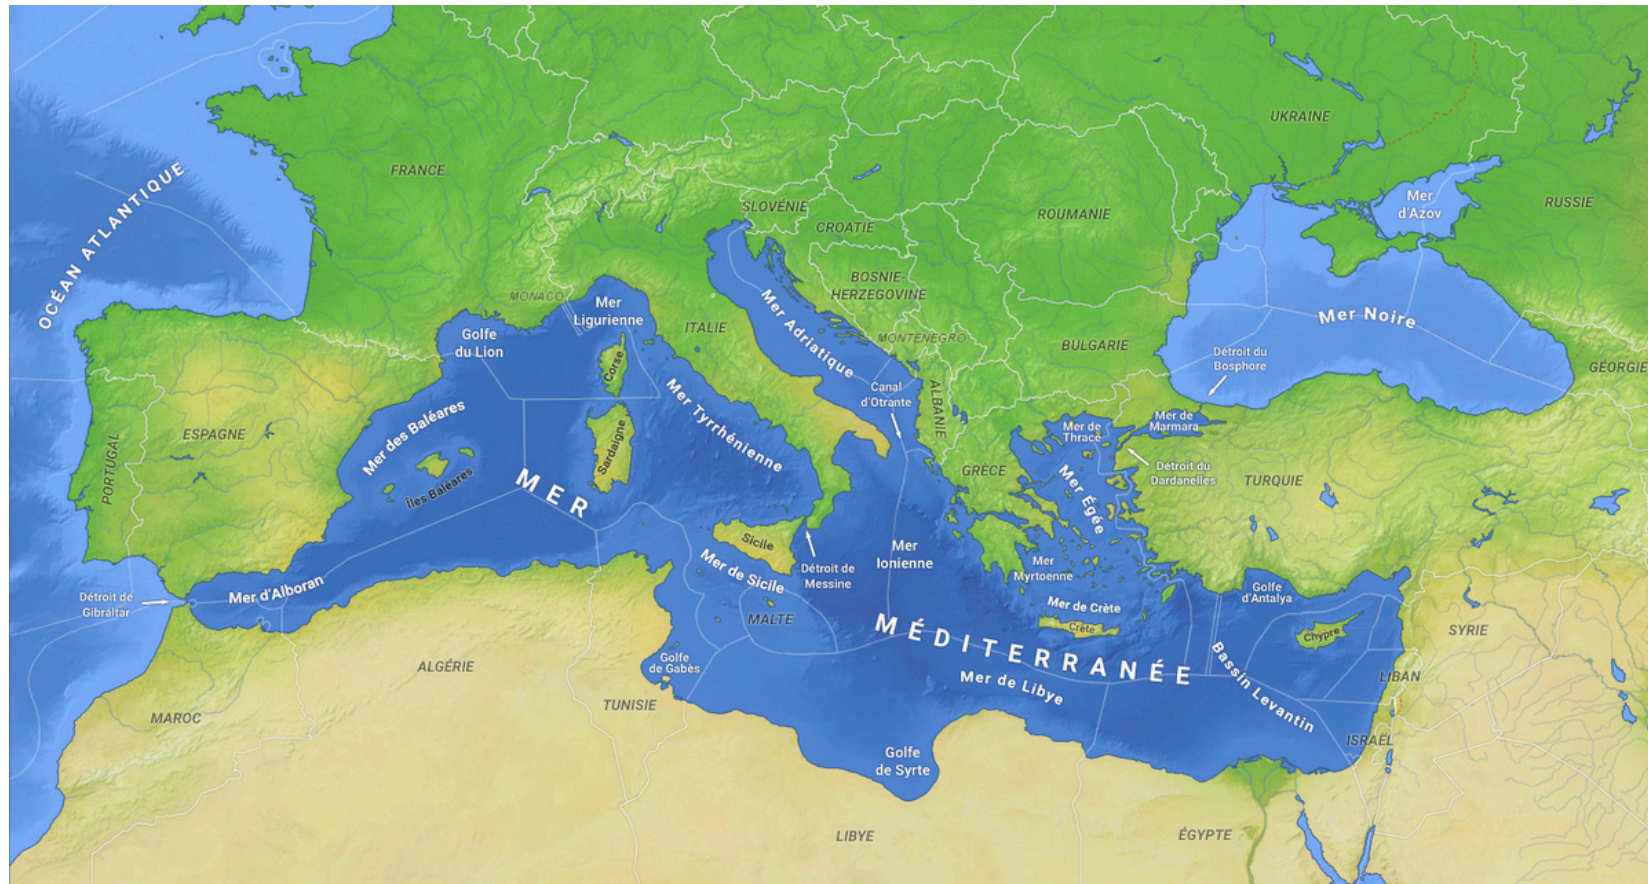 UKRAINE
FRANCE
OCÉAN ATLANTIQUE
Mer
d'Azov
RUSSIE
SLOVÉNIE
ROUMANIE
CROATIE
BOSNIE-
HERZEGOVINE
MONACO
Mer
Ligurienne
ITALIE
Mer Adriatique
Mer Noire
Golfe
du Lion
MONTENEGRO
BULGARIE
Détroit du
Bosphore
GÉORGIE
Corse
Canal
d'Otrante
ALBANIE
Mer Tyrrhénienne
Mer des Baléares
ESPAGNE
PORTUGAL
Sardaigne
Mer de
Thrace
Mer de
Marmara
Îles Baléares
GRÈCE
Mer Égée
Détroit du
Dardanelles
TURQUIE
MER
MÉDITERRANÉE
Sicile
Mer de Sicile
Détroit de
Messine
Mer
Ionienne
Mer
Myrtoenne
Mer d'Alboran
Détroit de
Gibraltar
Golfe
d'Antalya
Mer de Crète
Crète
Chypre
MALTE
SYRIE
ALGÉRIE
Golfe
de Gabès
Mer de Libye
Bassin Levantin
LIBAN
MAROC
TUNISIE
ISRAËL
Golfe
de Syrte
LIBYE
ÉGYPTE